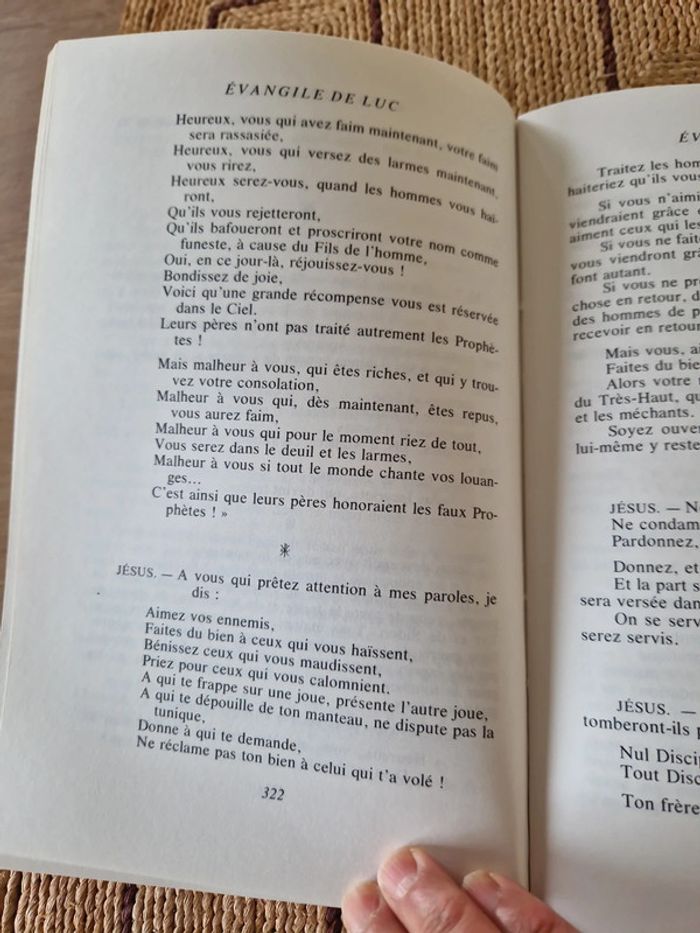 ÉVANGILE DE LUC
Heureux, vous qui avez faim maintenant, votre faim
sera rassasiée,
Heureux, vous qui versez des larmes maintenant,
vous rirez,
Heureux serez-vous, quand les hommes vous haï-
ront,
Qu'ils vous rejetteront,
Qu'ils bafoueront et proscriront votre nom comme
funeste, à cause du Fils de l'homme,
Oui, en ce jour-là, réjouissez-vous !
Bondissez de joie,
Voici qu'une grande récompense vous est réservée
dans le Ciel.
Leurs pères n'ont pas traité autrement les Prophè-
tes !
Mais malheur à vous, qui êtes riches, et qui y trou-
vez votre consolation,
Malheur à vous qui, dès maintenant, êtes repus,
vous aurez faim,
Malheur à vous qui pour le moment riez de tout,
Vous serez dans le deuil et les larmes,
Malheur à vous si tout le monde chante vos louan-
ges...
C'est ainsi que leurs pères honoraient les faux Pro-
phètes ! »
JÉSUS. — A vous qui prêtez attention à mes paroles, je
dis :
Aimez vos ennemis,
Faites du bien à ceux qui vous haïssent,
Bénissez ceux qui vous maudissent,
Priez pour ceux qui vous calomnient.
A qui te frappe sur une joue, présente l'autre joue,
A qui te dépouille de ton manteau, ne dispute pas la
tunique,
Donne à qui te demande,
Ne réclame pas ton bien à celui qui t'a volé !
322
Traitez les hom
haiteriez qu'ils vous
Si vous n'aimi
viendraient grâce
aiment ceux qui les
Si vous ne fait
vous viendront grâ
font autant.
Si vous ne pr
chose en retour, d
des hommes de p
recevoir en retour
Mais vous, ai
Faites du bie
Alors votre
du Très-Haut, qu
et les méchants.
Soyez ouver
lui-même y reste
JÉSUS. — N
Ne condam
Pardonnez,
Donnez, et
Et la part s
sera versée dan
On se serv
serez servis.
JÉSUS. —
tomberont-ils p
Nul Discip
Tout Disc
Ton frère